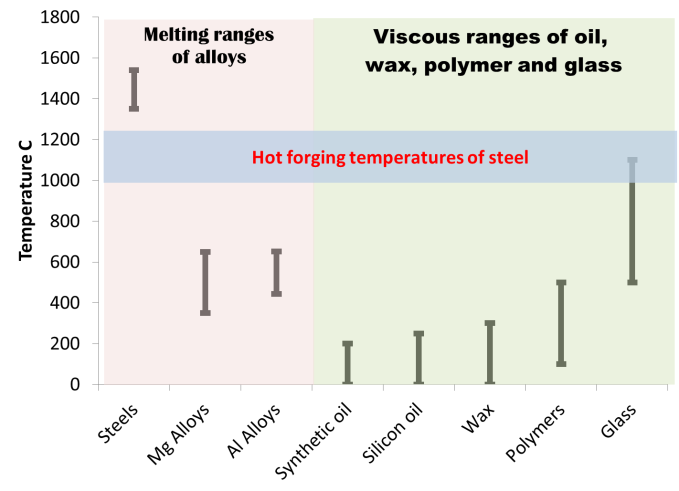 Melting ranges
of alloys
Viscous ranges of oil,
wax, polymer and glass
Hot forging temperatures of steel
Temperature C
1800
1600
1400
1200
1000
800
600
400
200
0
Steels
Mg Alloys
Al Alloys
Synthetic oil
Silicon oil
Wax
Polymers
Glass